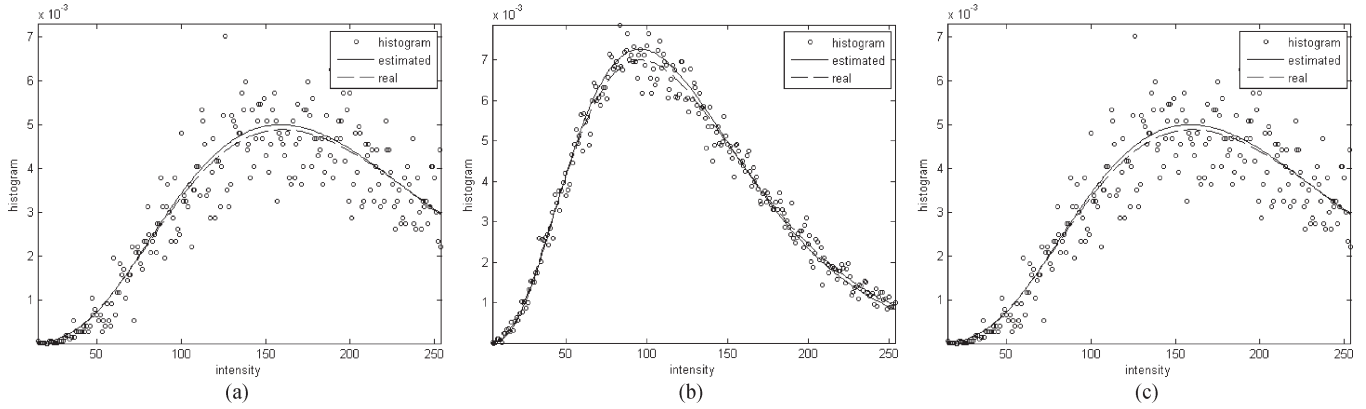 x 10⁻³
7
6
5
4
3
2
1
histogram
50
100
150
200
250
intensity
histogram
estimated
real
(a)
x 10⁻³
7
6
5
4
3
2
1
histogram
50
100
150
200
250
intensity
histogram
estimated
real
(b)
x 10⁻³
7
6
5
4
3
2
1
histogram
50
100
150
200
250
intensity
histogram
estimated
real
(c)